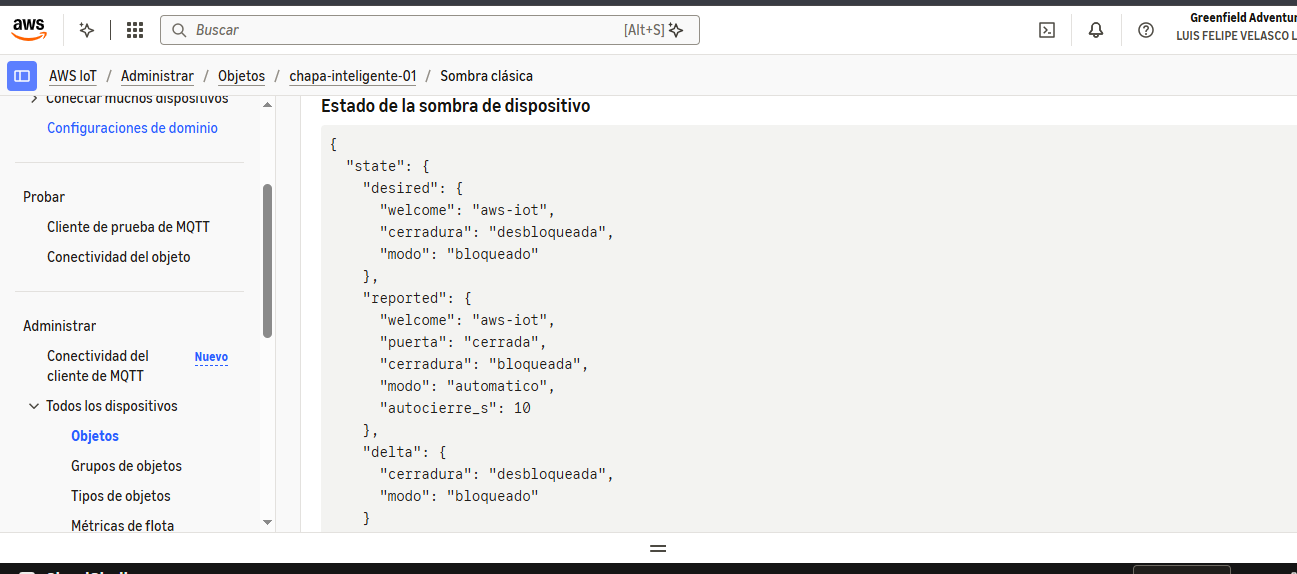 aws
Buscar
[Alt+S]
Greenfield Adventur
LUIS FELIPE VELASCO L
AWS IoT / Administrar / Objetos / chapa-inteligente-01 / Sombra clásica
Conectar muchos dispositivos
Configuraciones de dominio
Probar
Cliente de prueba de MQTT
Conectividad del objeto
Administrar
Conectividad del
cliente de MQTT
Nuevo
Todos los dispositivos
Objetos
Grupos de objetos
Tipos de objetos
Métricas de flota
Estado de la sombra de dispositivo
{
"state": {
"desired": {
"welcome": "aws-iot",
"cerradura": "desbloqueada",
"modo": "bloqueado"
},
"reported": {
"welcome": "aws-iot",
"puerta": "cerrada",
"cerradura": "bloqueada",
"modo": "automatico",
"autocierre_s": 10
},
"delta": {
"cerradura": "desbloqueada",
"modo": "bloqueado"
}